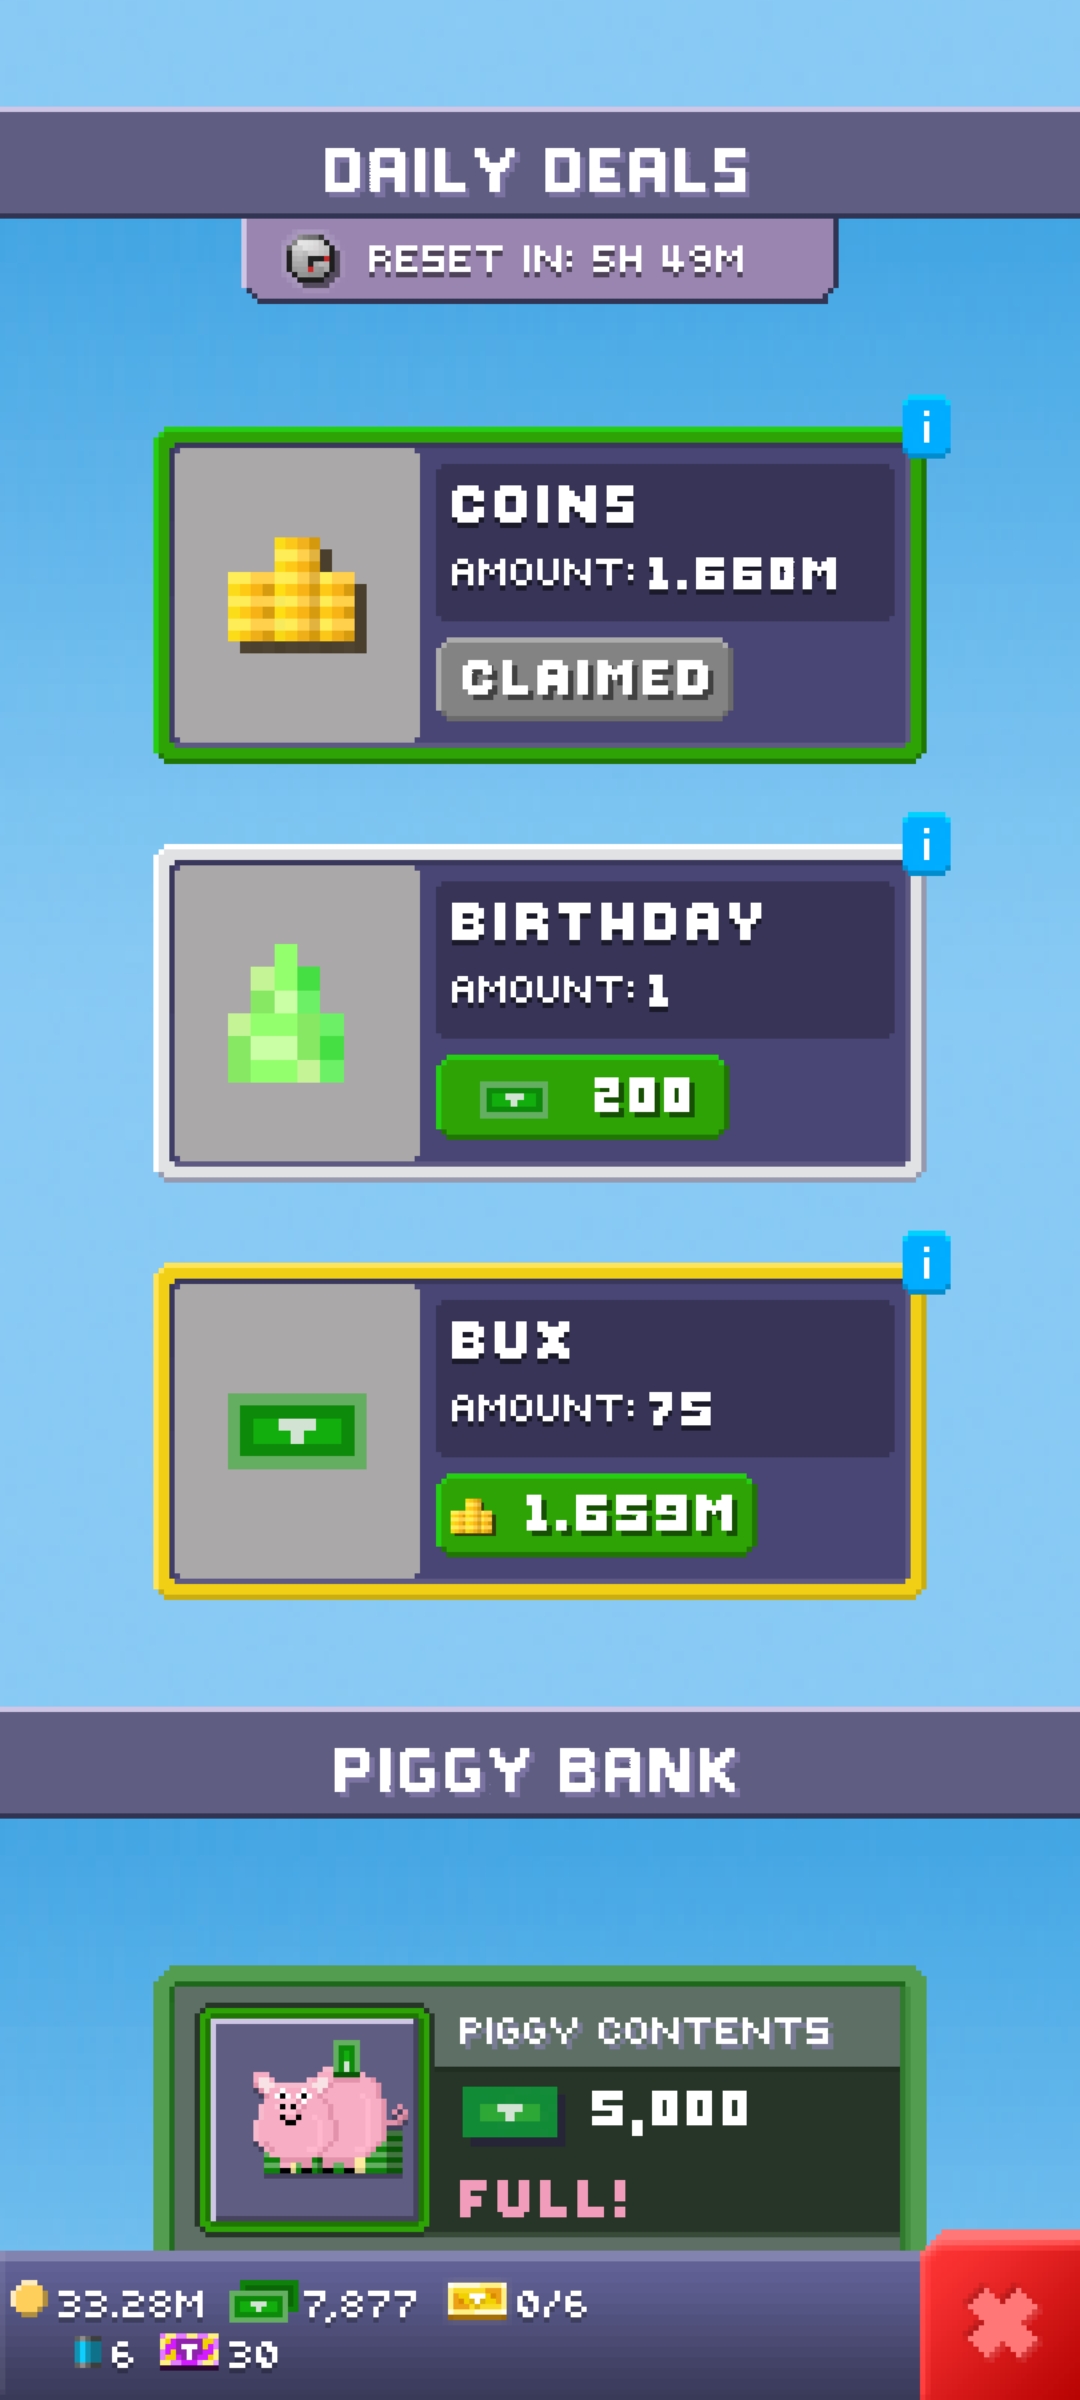 DAILY DEALS
RESET IN: 5H 49M
i
COINS
AMOUNT: 1.660M
CLAIMED
i
BIRTHDAY
AMOUNT: 1
200
i
BUX
AMOUNT: 75
1.659M
PIGGY BANK
PIGGY CONTENTS
5,000
FULL!
33.28M 7,877 0/6
6 30